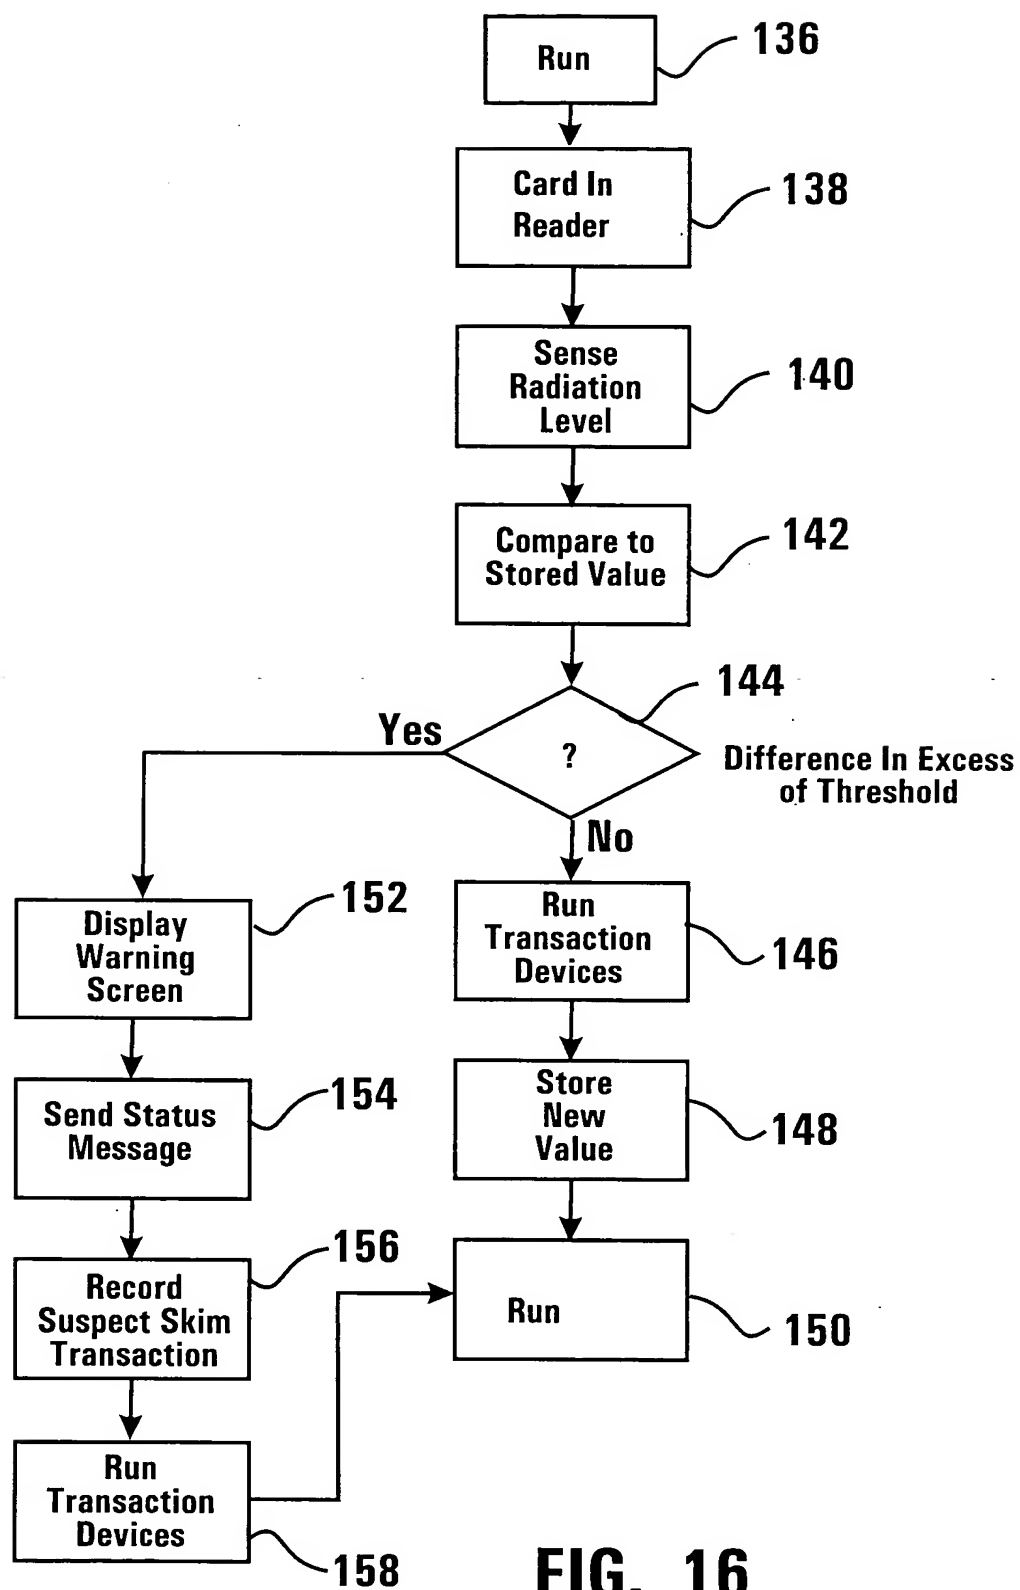 Run
136
Card In
Reader
138
Sense
Radiation
Level
140
Compare to
Stored Value
142
144
Yes
?
Difference In Excess
of Threshold
No
152
Display
Warning
Screen
Run
Transaction
Devices
146
Send Status
Message
154
Store
New
Value
148
156
Record
Suspect Skim
Transaction
Run
150
Run
Transaction
Devices
158
FIG. 16